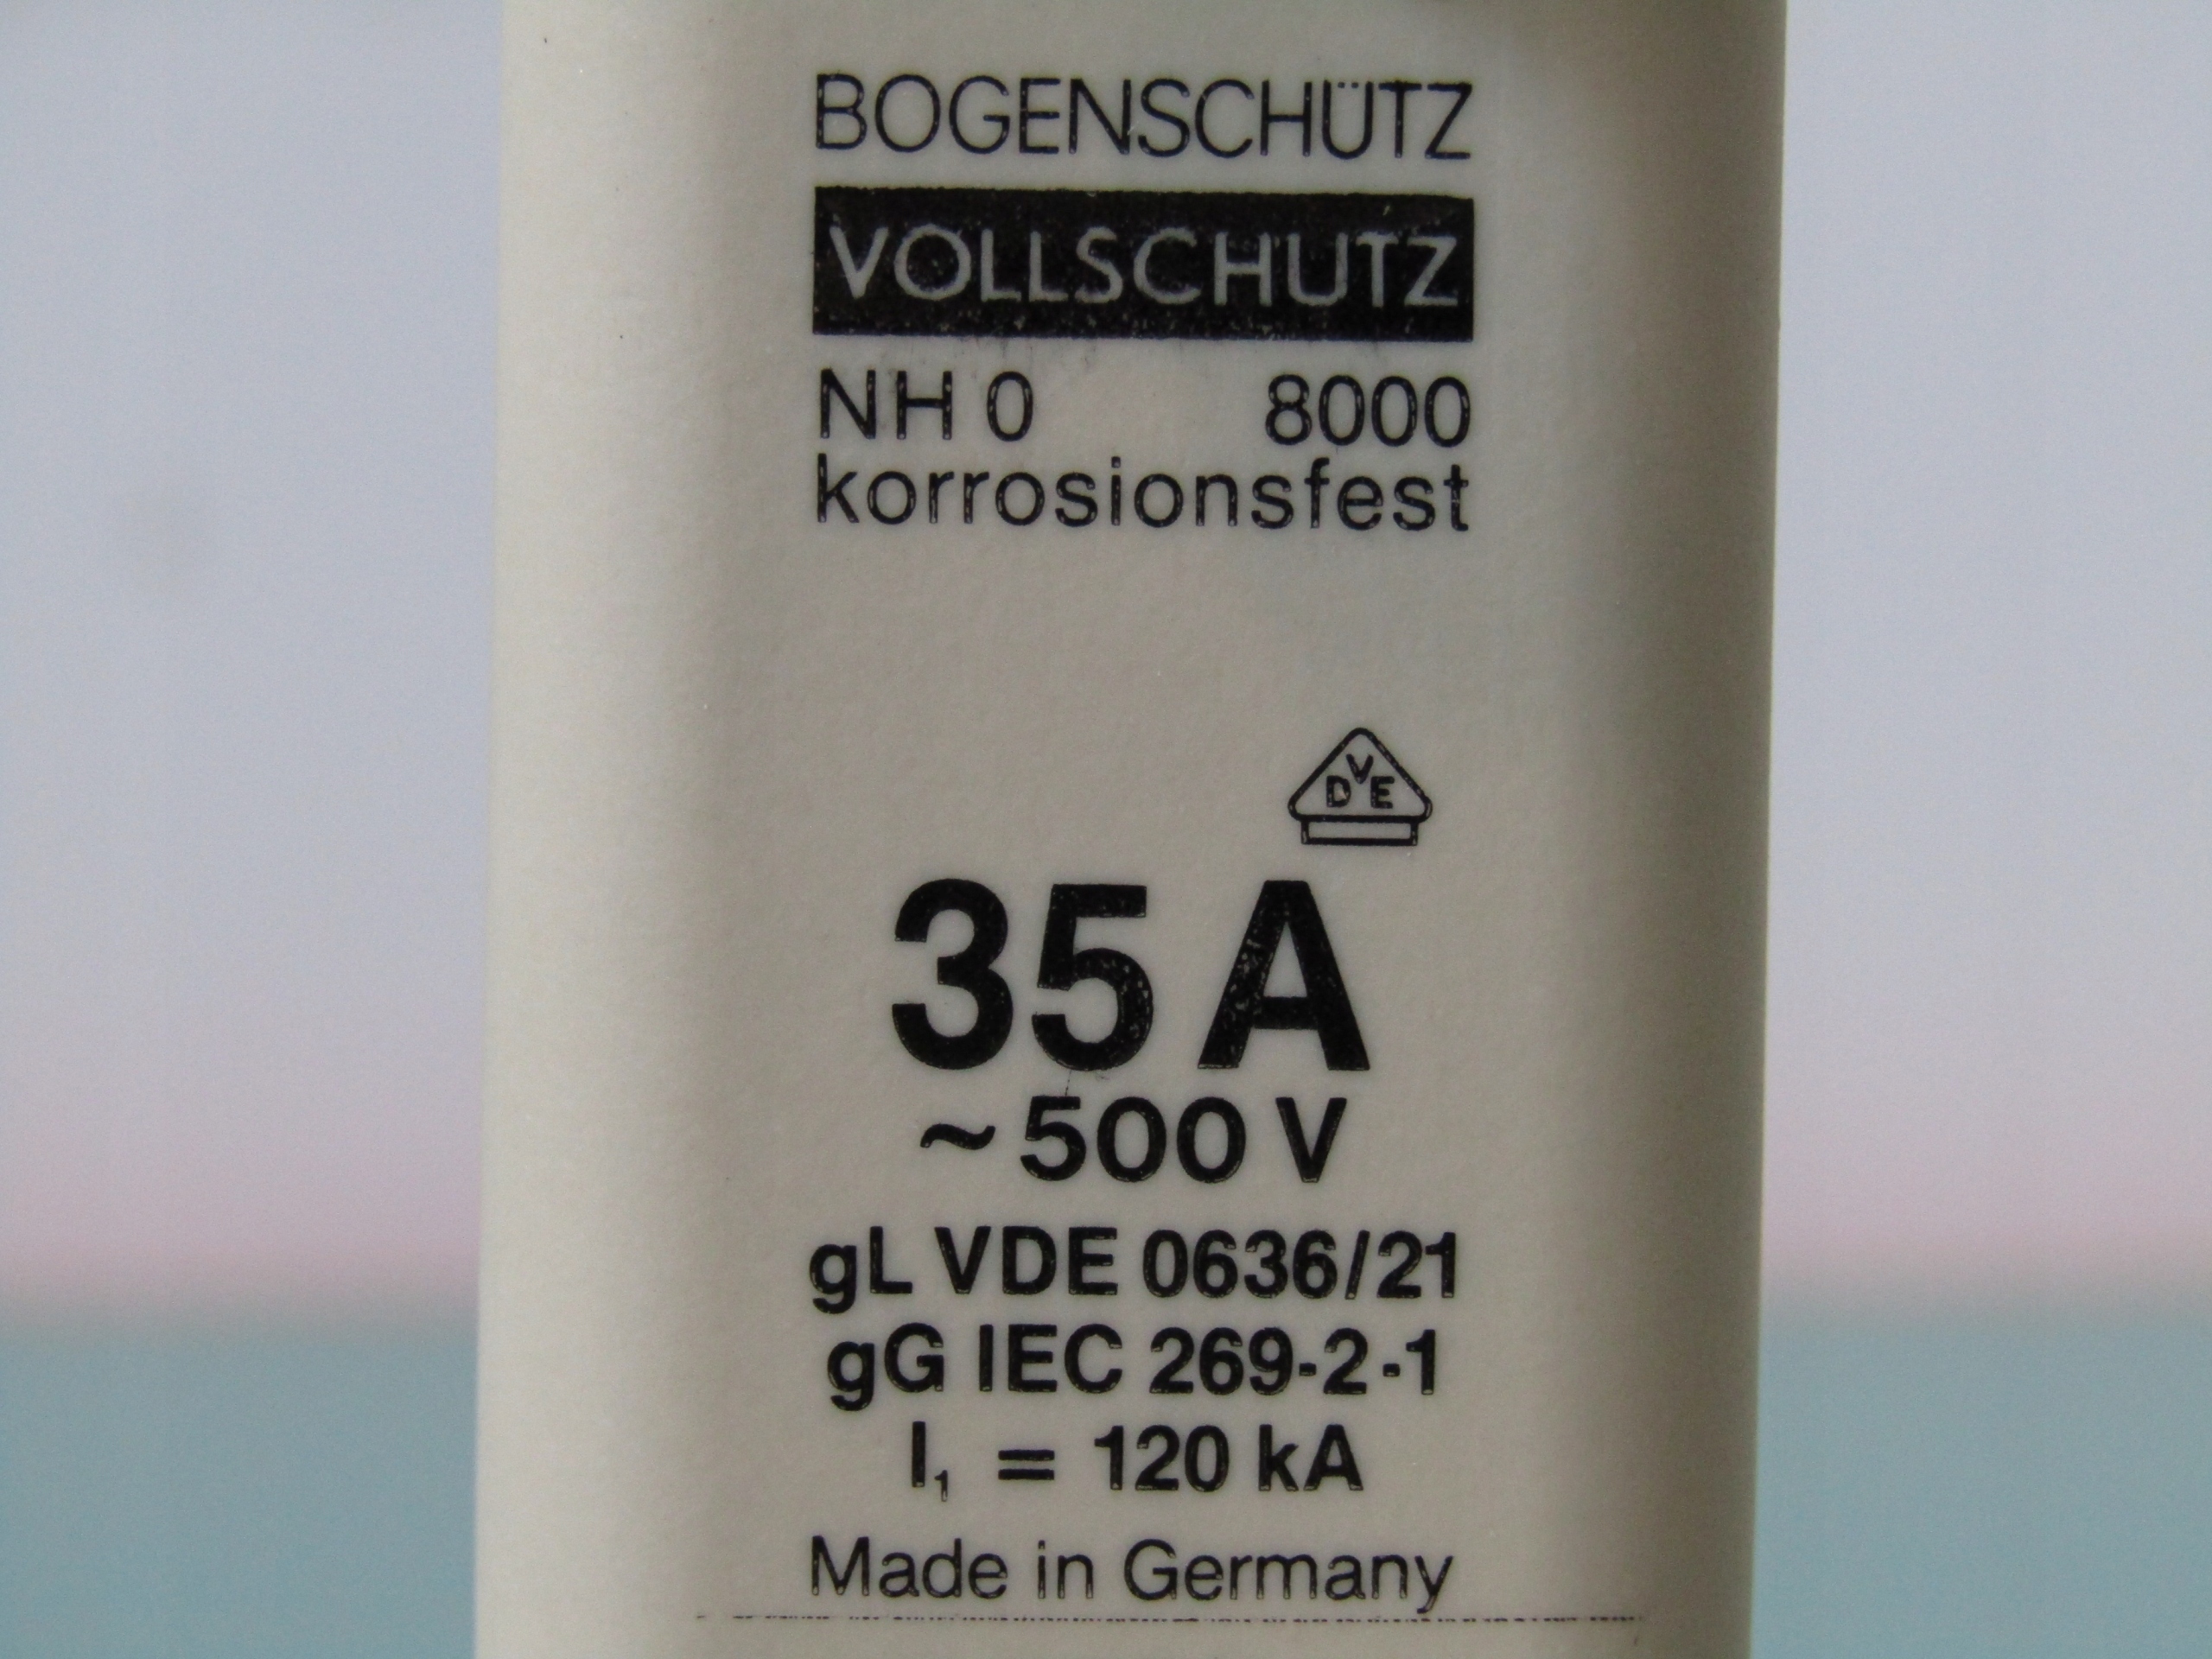 BOGENSCHÜTZ
VOLLSCHUTZ
NH 0 8000
korrosionsfest
DVE
35 A
~500 V
gL VDE 0636/21
gG IEC 269-2-1
I₁ = 120 kA
Made in Germany